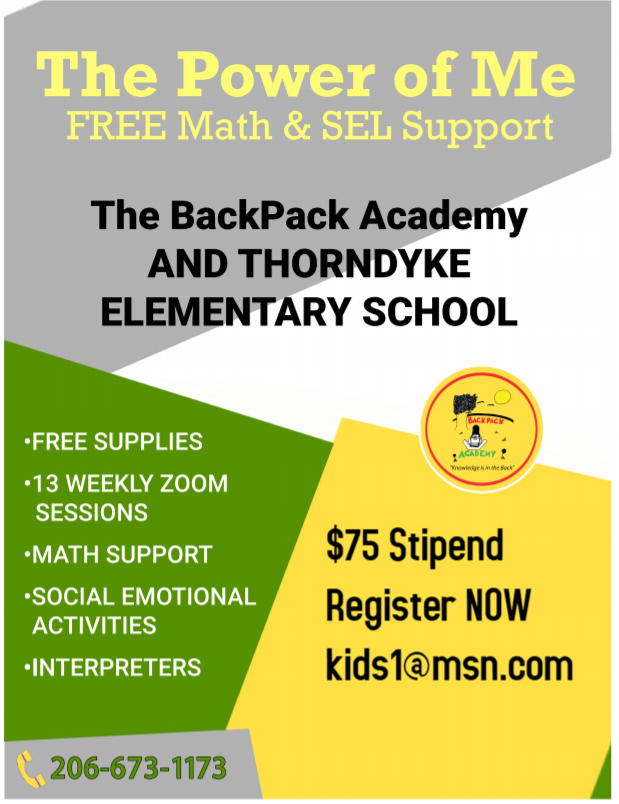 The Power of Me
FREE Math & SEL Support
The BackPack Academy
AND THORNDYKE
ELEMENTARY SCHOOL
BACKPACK
ACADEMY
"Knowledge is in the Back"
•FREE SUPPLIES
•13 WEEKLY ZOOM
SESSIONS
•MATH SUPPORT
•SOCIAL EMOTIONAL
ACTIVITIES
•INTERPRETERS
$75 Stipend
Register NOW
kids1@msn.com
206-673-1173